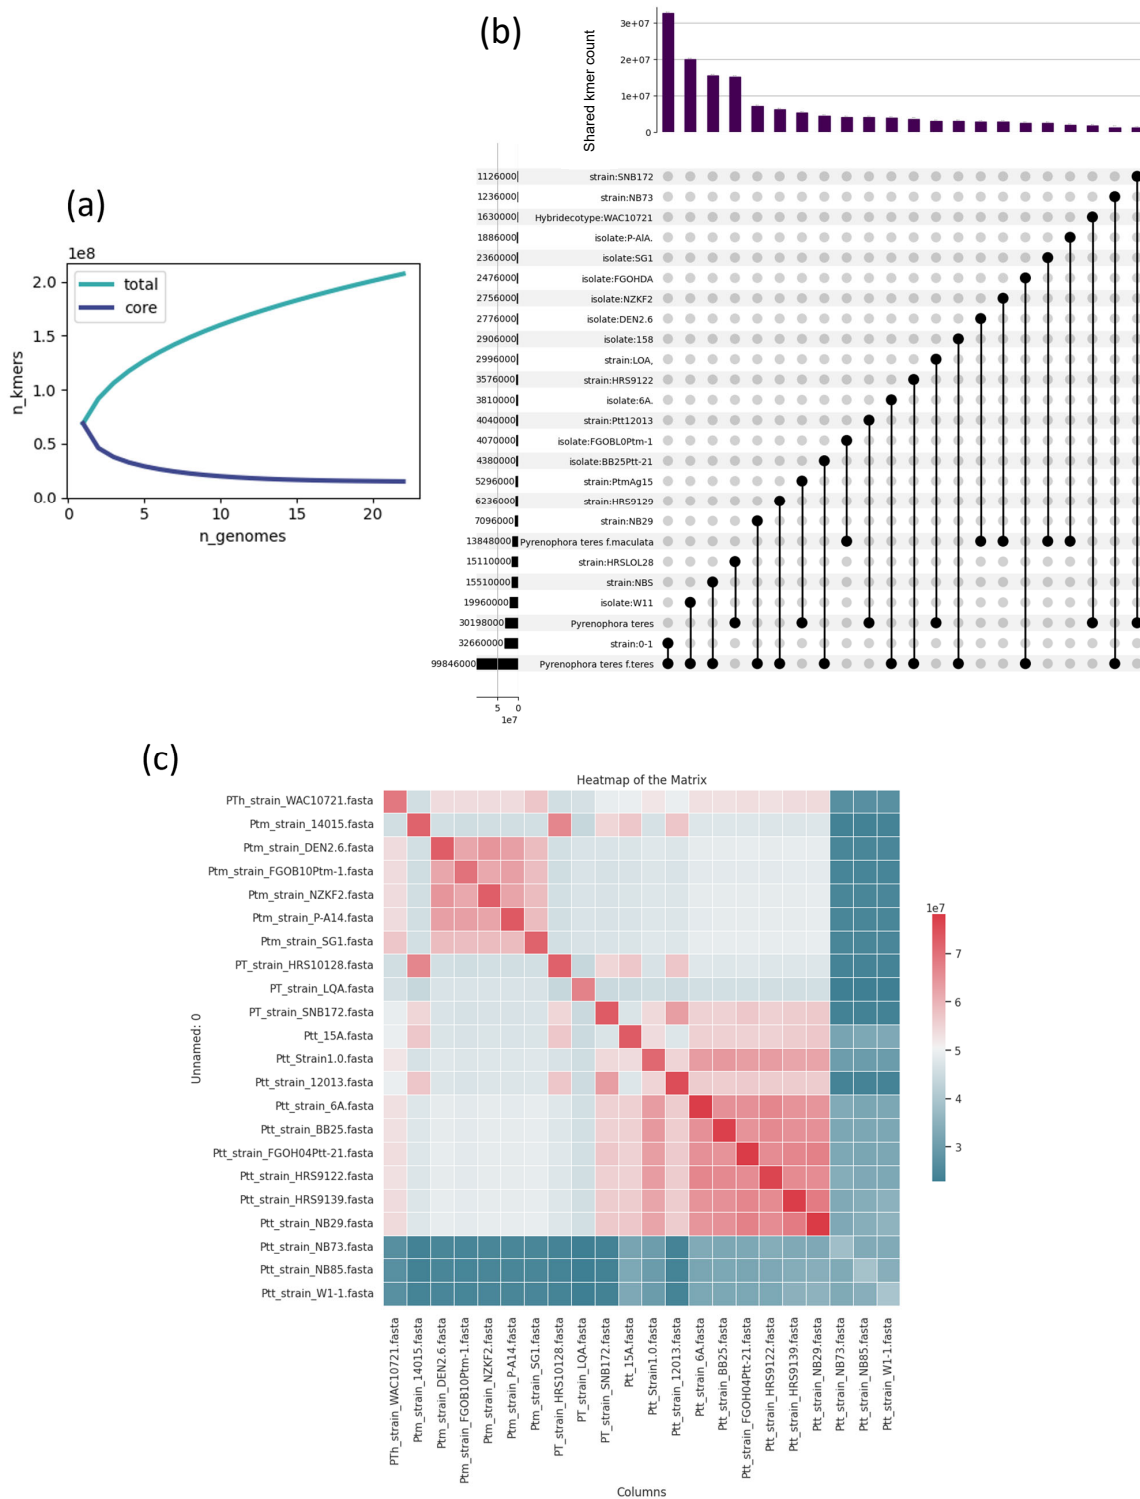 (b)
Shared kmer count
3e+07
2e+07
1e+07
0
1126000 strain:SNB172
1236000 strain:NB73
1630000 Hybridecotype:WAC10721
1886000 isolate:P-AlA.
2360000 isolate:SG1
2476000 isolate:FGOHDA
2756000 isolate:NZKF2
2776000 isolate:DEN2.6
2906000 isolate:158
2996000 strain:LOA,
3576000 strain:HRS9122
3810000 isolate:6A.
4040000 strain:Ptt12013
4070000 isolate:FGOBL0Ptm-1
4380000 isolate:BB25Ptt-21
5296000 strain:PtmAg15
6236000 strain:HRS9129
7096000 strain:NB29
13848000 Pyrenophora teres f.maculata
15110000 strain:HRSLOL28
15510000 strain:NBS
19960000 isolate:W11
30198000 Pyrenophora teres
32660000 strain:0-1
99846000 Pyrenophora teres f.teres
5 0
1e7
(a)
1e8
total
core
2.0
1.5
1.0
0.5
0.0
n_kmers
0 5 10 15 20
n_genomes
(c)
Heatmap of the Matrix
PTh_strain_WAC10721.fasta
Ptm_strain_14015.fasta
Ptm_strain_DEN2.6.fasta
Ptm_strain_FGOB10Ptm-1.fasta
Ptm_strain_NZKF2.fasta
Ptm_strain_P-A14.fasta
Ptm_strain_SG1.fasta
PT_strain_HRS10128.fasta
PT_strain_LQA.fasta
PT_strain_SNB172.fasta
Ptt_15A.fasta
Ptt_Strain1.0.fasta
Ptt_strain_12013.fasta
Ptt_strain_6A.fasta
Ptt_strain_BB25.fasta
Ptt_strain_FGOH04Ptt-21.fasta
Ptt_strain_HRS9122.fasta
Ptt_strain_HRS9139.fasta
Ptt_strain_NB29.fasta
Ptt_strain_NB73.fasta
Ptt_strain_NB85.fasta
Ptt_strain_W1-1.fasta
Unnamed: 0
1e7
7
6
5
4
3
PTh_strain_WAC10721.fasta
Ptm_strain_14015.fasta
Ptm_strain_DEN2.6.fasta
Ptm_strain_FGOB10Ptm-1.fasta
Ptm_strain_NZKF2.fasta
Ptm_strain_P-A14.fasta
Ptm_strain_SG1.fasta
PT_strain_HRS10128.fasta
PT_strain_LQA.fasta
PT_strain_SNB172.fasta
Ptt_15A.fasta
Ptt_Strain1.0.fasta
Ptt_strain_12013.fasta
Ptt_strain_6A.fasta
Ptt_strain_BB25.fasta
Ptt_strain_FGOH04Ptt-21.fasta
Ptt_strain_HRS9122.fasta
Ptt_strain_HRS9139.fasta
Ptt_strain_NB29.fasta
Ptt_strain_NB73.fasta
Ptt_strain_NB85.fasta
Ptt_strain_W1-1.fasta
Columns